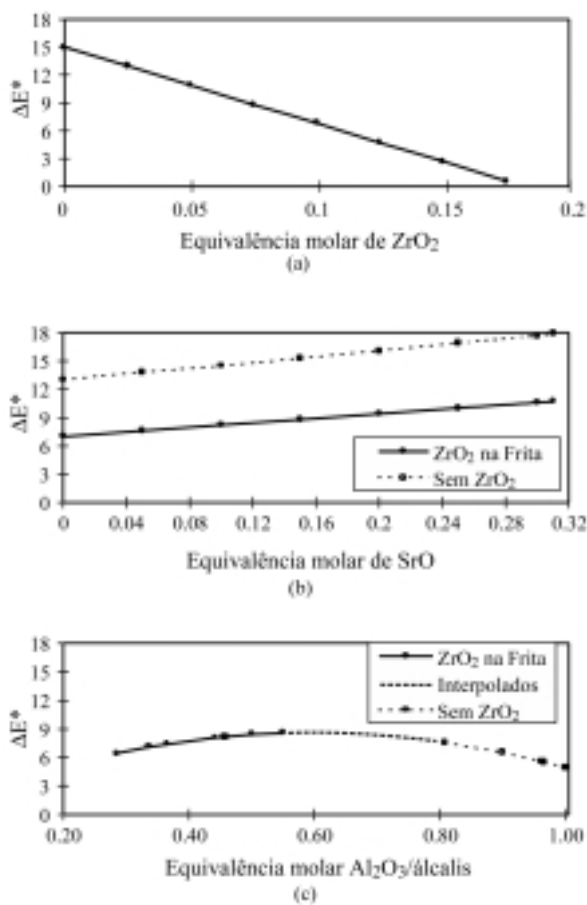 18
15
12
9
6
3
0
ΔE*
0 0.05 0.1 0.15 0.2
Equivalência molar de ZrO2
(a)
18
15
12
9
6
3
0
ΔE*
ZrO2 na Frita
Sem ZrO2
0 0.04 0.08 0.12 0.16 0.2 0.24 0.28 0.32
Equivalência molar de SrO
(b)
18
15
12
9
6
3
0
ΔE*
ZrO2 na Frita
Interpolados
Sem ZrO2
0.20 0.40 0.60 0.80 1.00
Equivalência molar Al2O3/álcalis
(c)